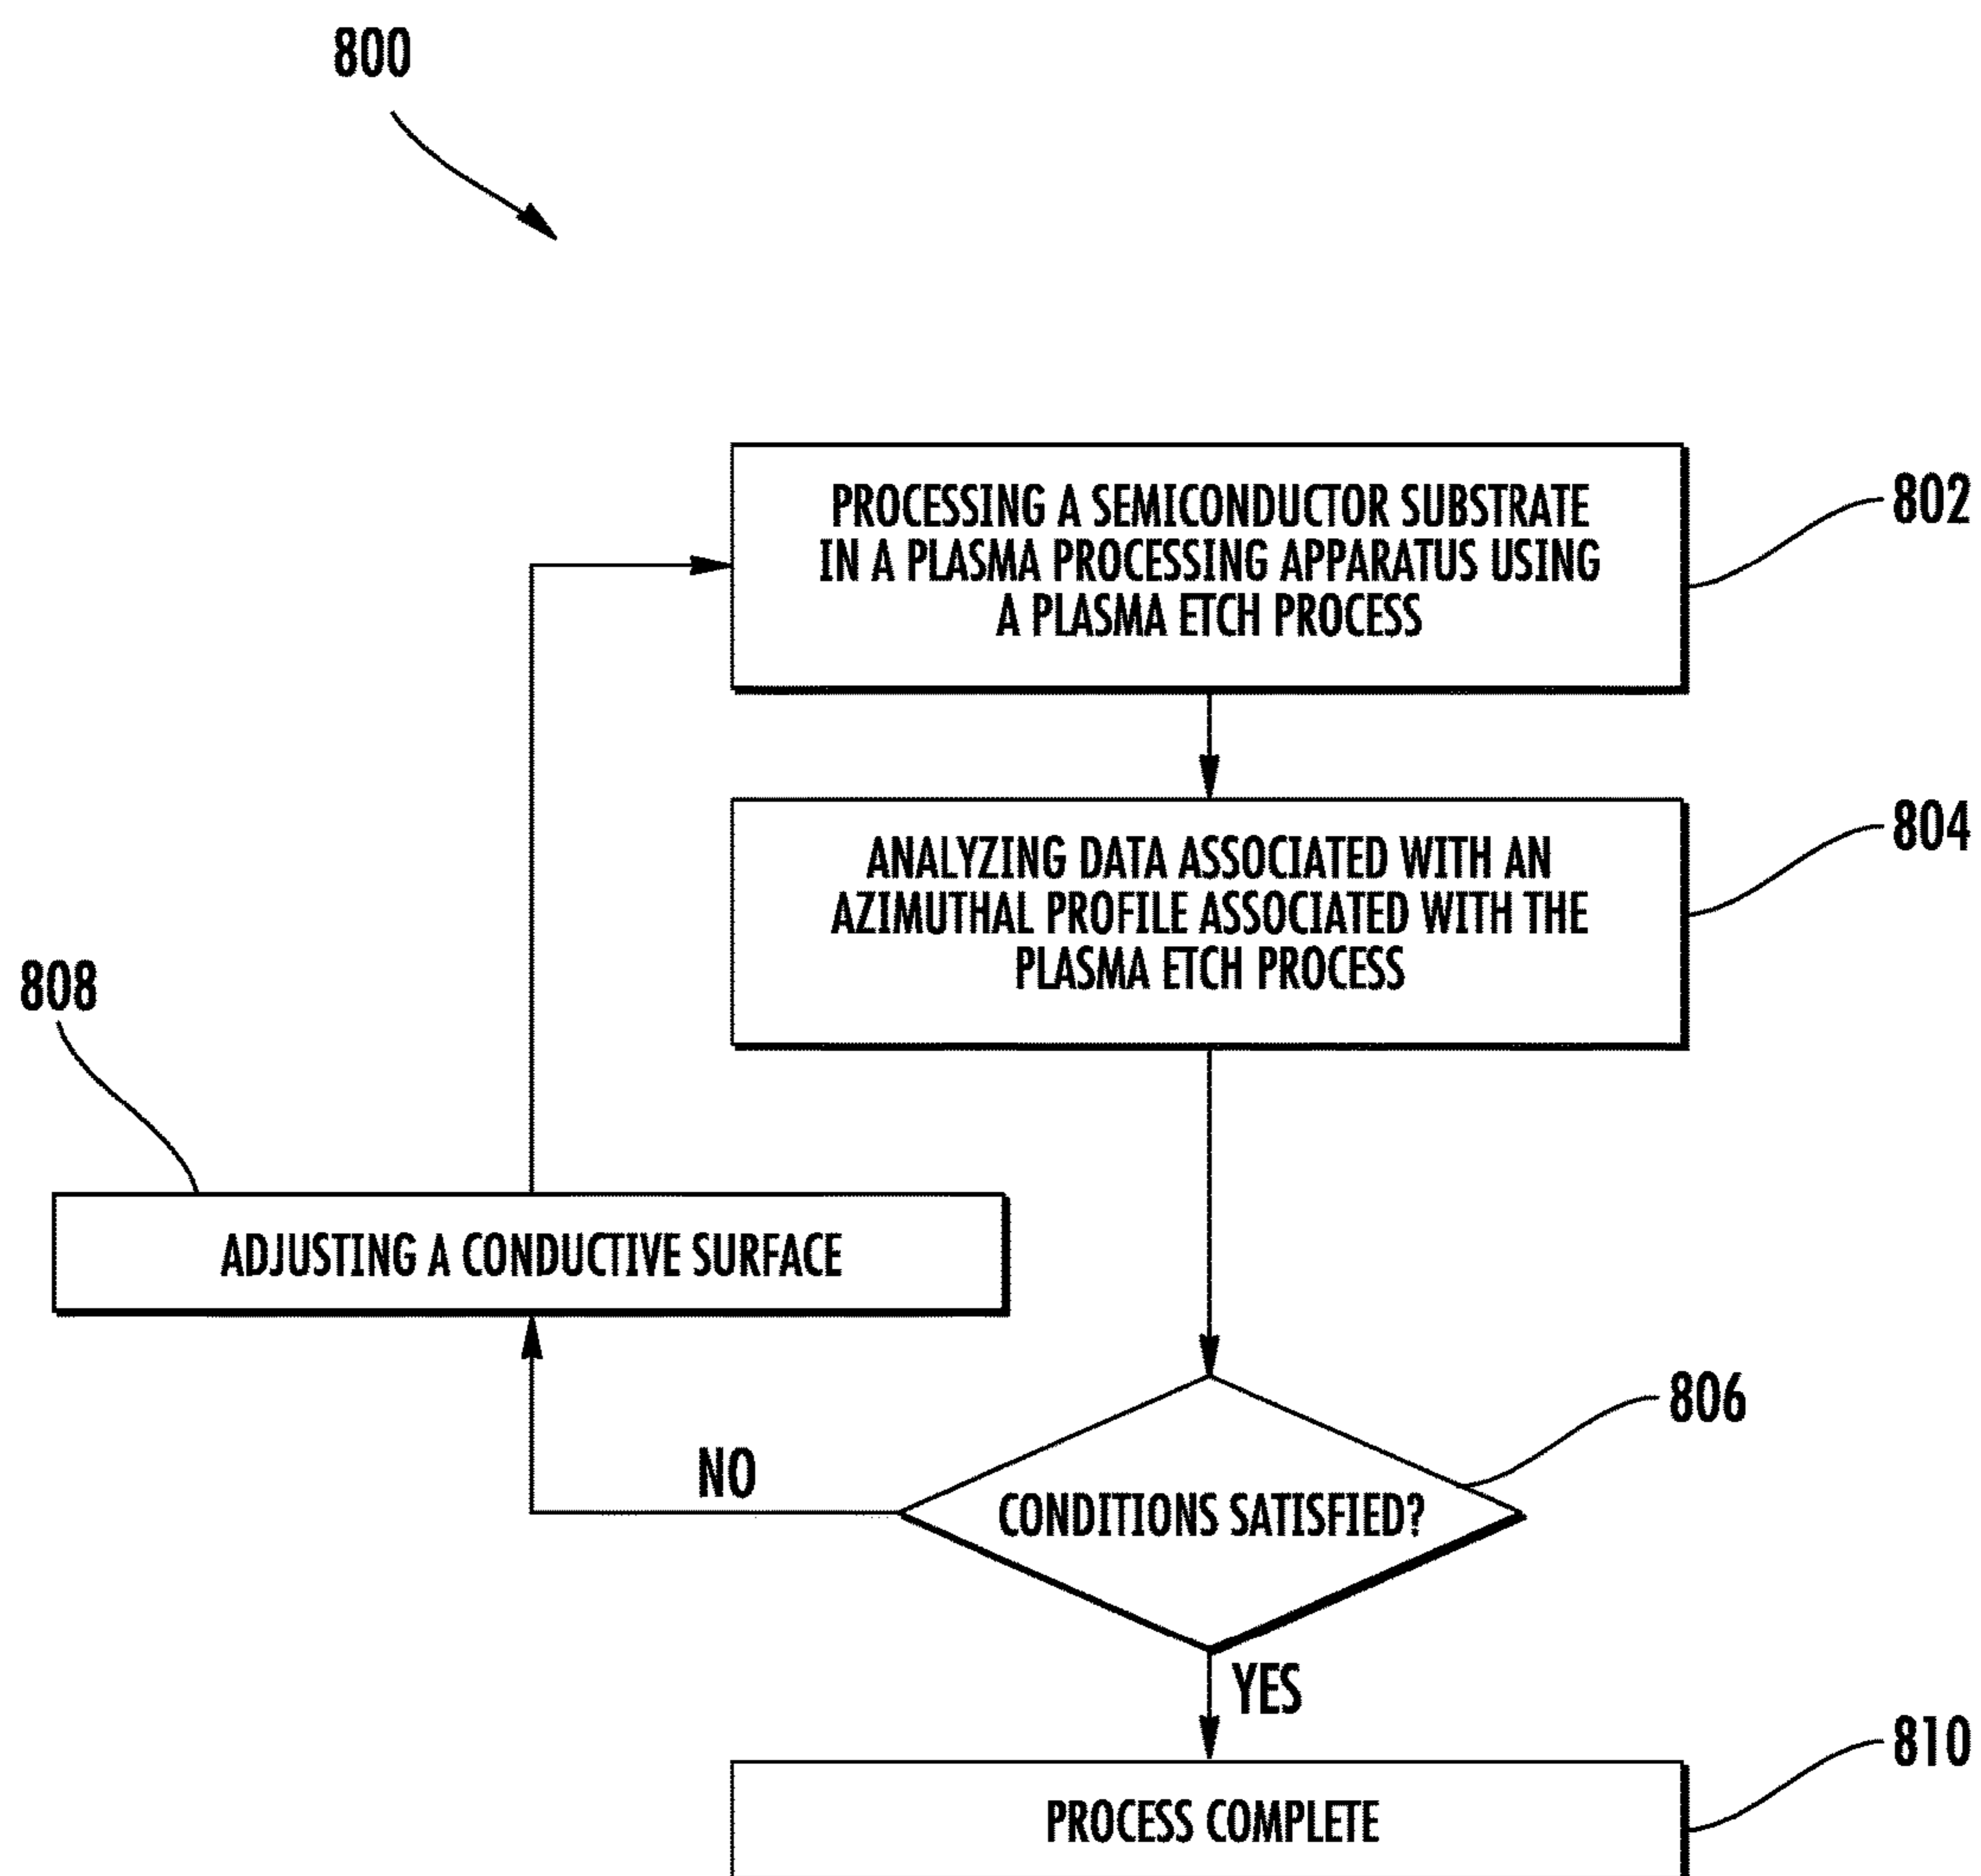 800
PROCESSING A SEMICONDUCTOR SUBSTRATE
IN A PLASMA PROCESSING APPARATUS USING
A PLASMA ETCH PROCESS
802
ANALYZING DATA ASSOCIATED WITH AN
AZIMUTHAL PROFILE ASSOCIATED WITH THE
PLASMA ETCH PROCESS
804
808
ADJUSTING A CONDUCTIVE SURFACE
806
NO
CONDITIONS SATISFIED?
YES
810
PROCESS COMPLETE